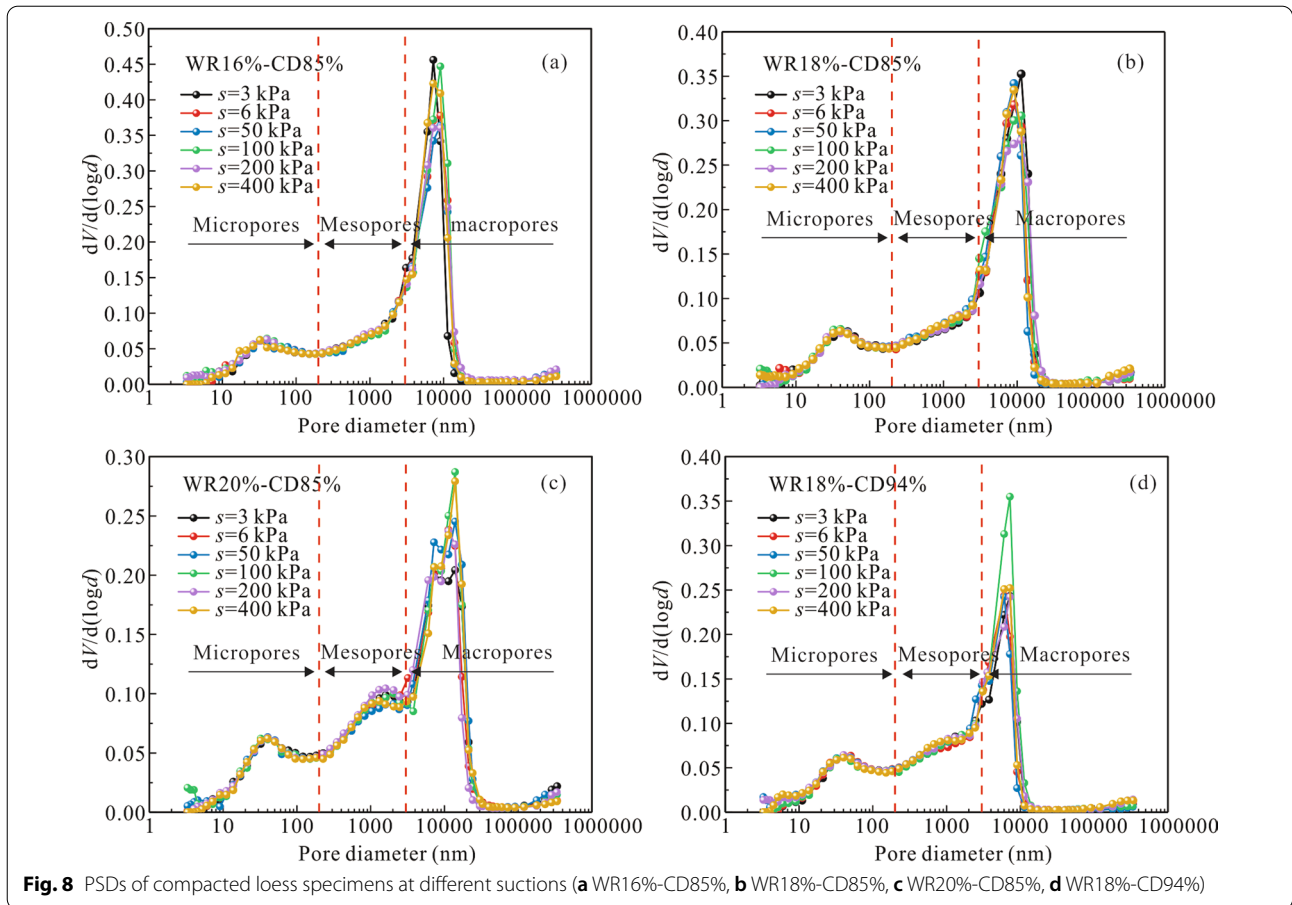 (a)
WR16%-CD85%
s=3 kPa
s=6 kPa
s=50 kPa
s=100 kPa
s=200 kPa
s=400 kPa
Micropores
Mesopores
macropores
dV/d(logd)
0.50
0.45
0.40
0.35
0.30
0.25
0.20
0.15
0.10
0.05
0.00
1
10
100
1000
10000
100000
1000000
Pore diameter (nm)
(b)
WR18%-CD85%
s=3 kPa
s=6 kPa
s=50 kPa
s=100 kPa
s=200 kPa
s=400 kPa
Micropores
Mesopores
Macropores
dV/d(logd)
0.40
0.35
0.30
0.25
0.20
0.15
0.10
0.05
0.00
1
10
100
1000
10000
100000
1000000
Pore diameter (nm)
(c)
WR20%-CD85%
s=3 kPa
s=6 kPa
s=50 kPa
s=100 kPa
s=200 kPa
s=400 kPa
Micropores
Mesopores
Macropores
dV/d(logd)
0.30
0.25
0.20
0.15
0.10
0.05
0.00
1
10
100
1000
10000
100000
1000000
Pore diameter (nm)
(d)
WR18%-CD94%
s=3 kPa
s=6 kPa
s=50 kPa
s=100 kPa
s=200 kPa
s=400 kPa
Micropores
Mesopores
Macropores
dV/d(logd)
0.40
0.35
0.30
0.25
0.20
0.15
0.10
0.05
0.00
1
10
100
1000
10000
100000
1000000
Pore diameter (nm)
Fig. 8 PSDs of compacted loess specimens at different suctions (a WR16%-CD85%, b WR18%-CD85%, c WR20%-CD85%, d WR18%-CD94%)